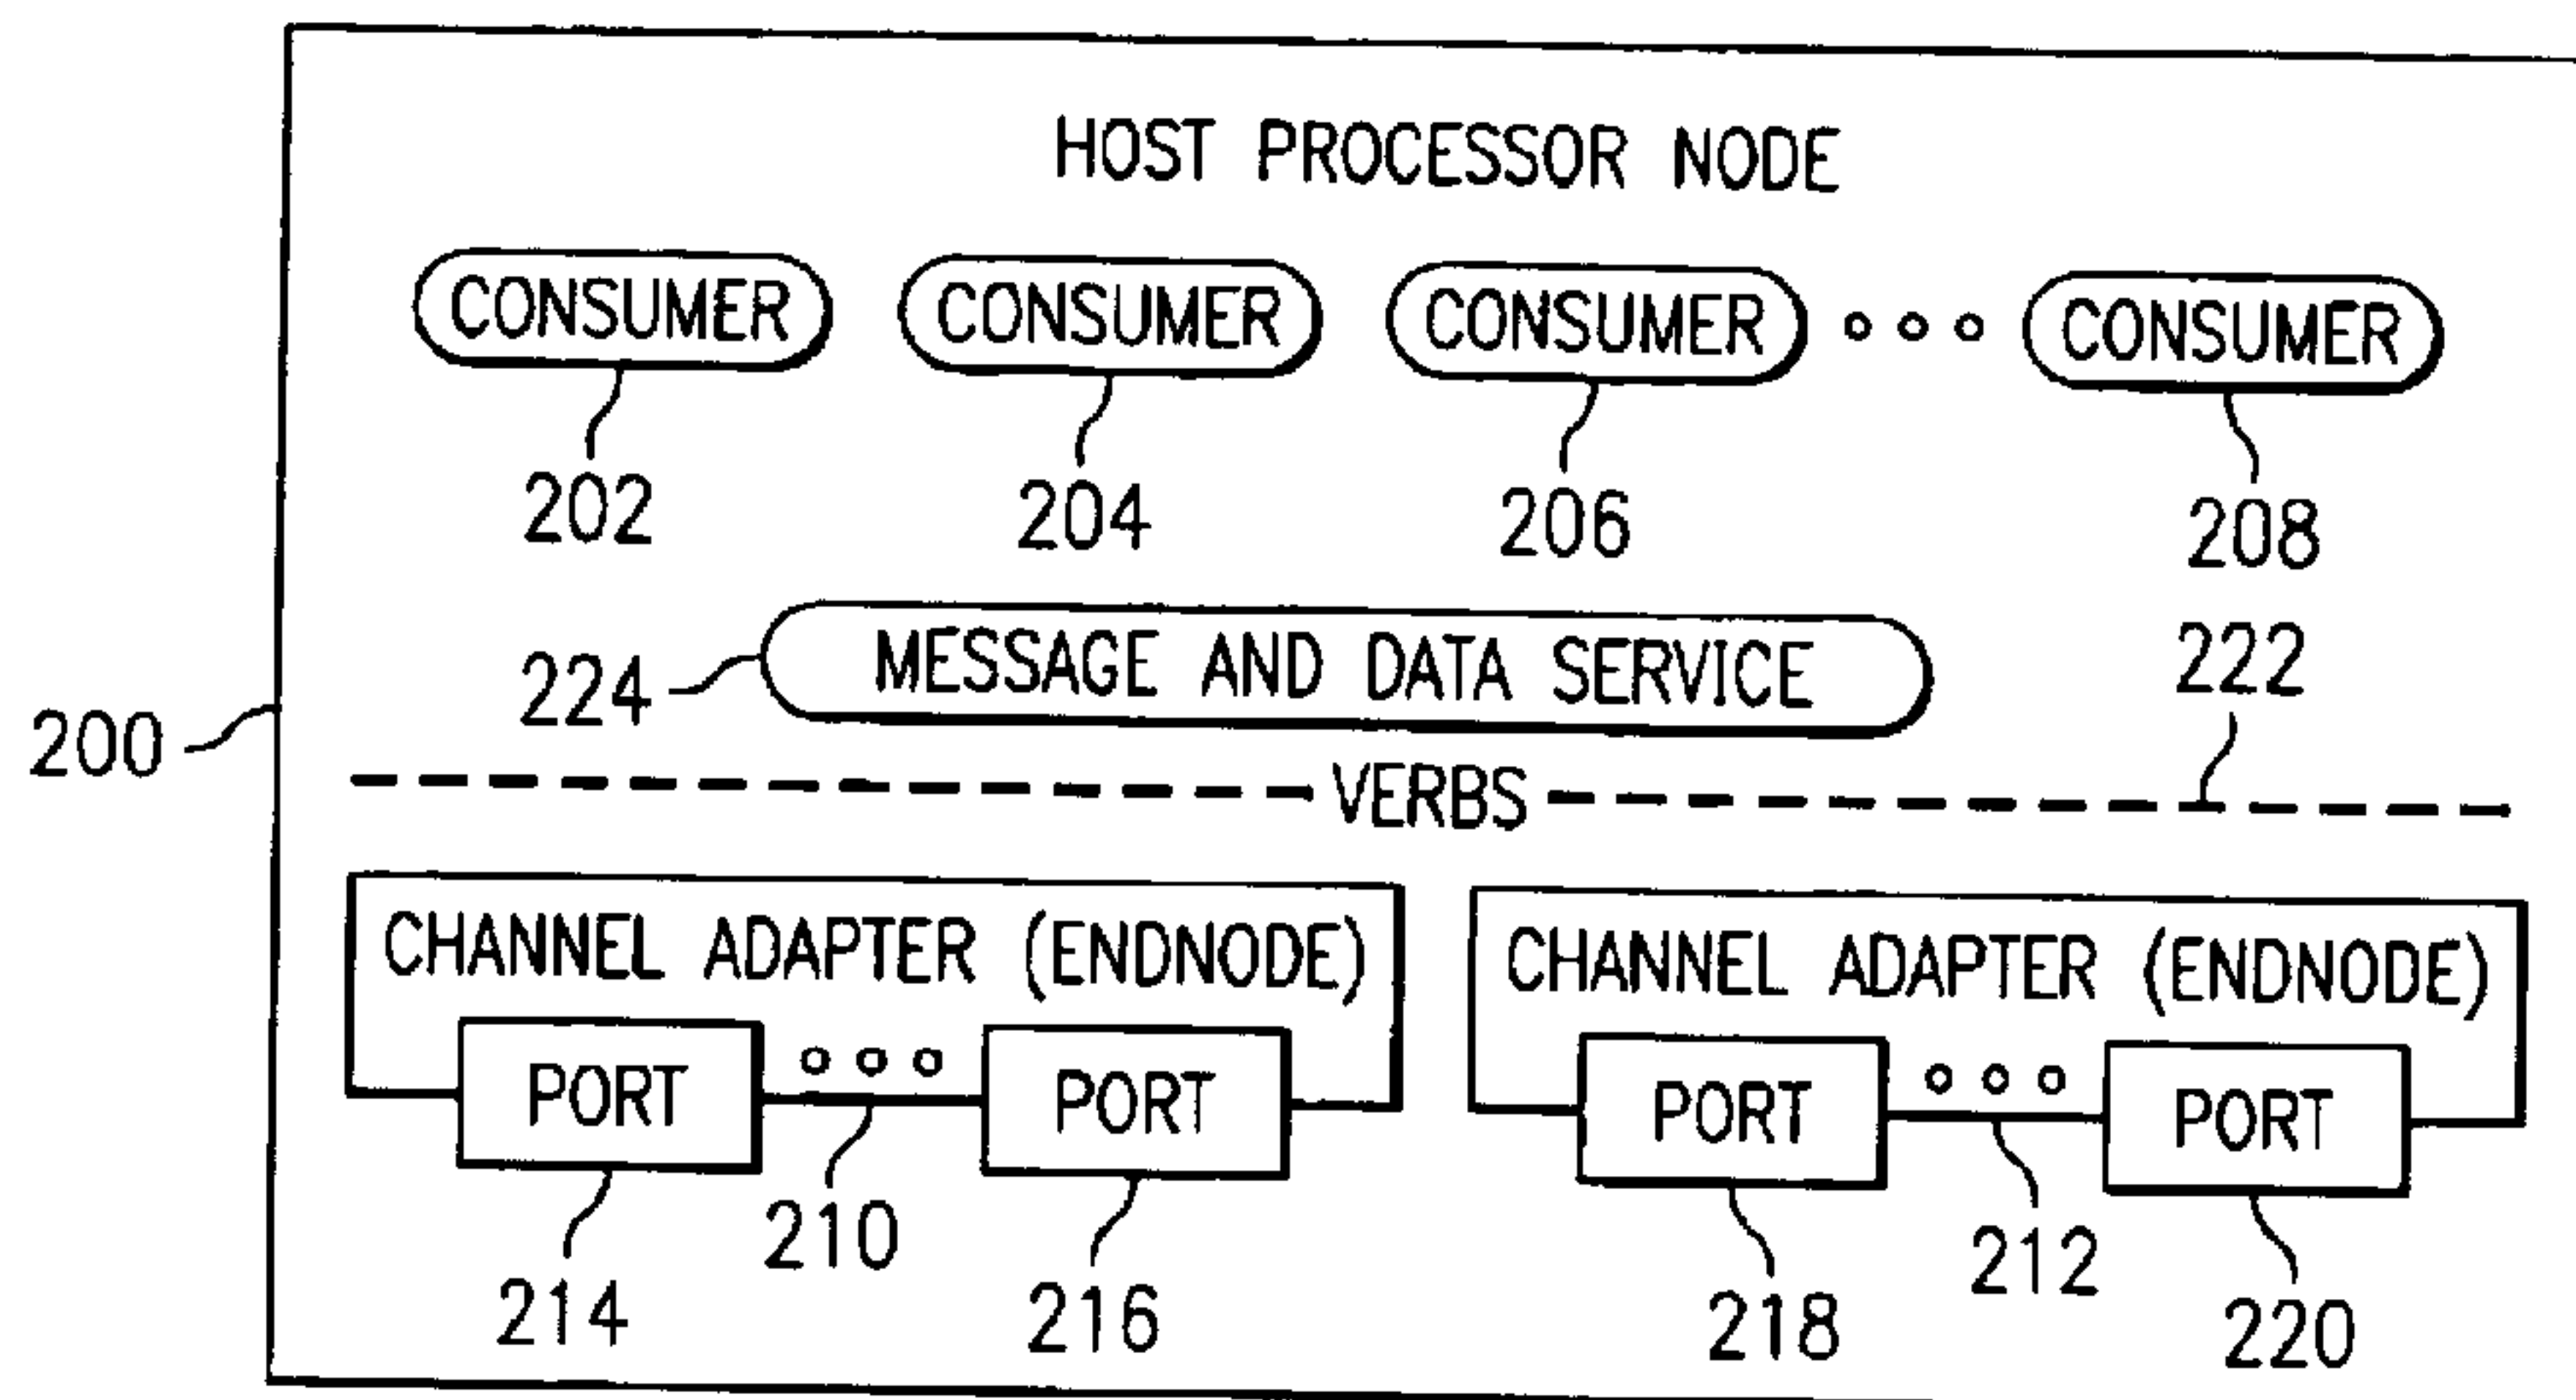 HOST PROCESSOR NODE
CONSUMER CONSUMER CONSUMER CONSUMER
202 204 206 208
224 MESSAGE AND DATA SERVICE 222
200
VERBS
CHANNEL ADAPTER (ENDNODE) CHANNEL ADAPTER (ENDNODE)
PORT PORT PORT PORT
210 212
214 216 218 220